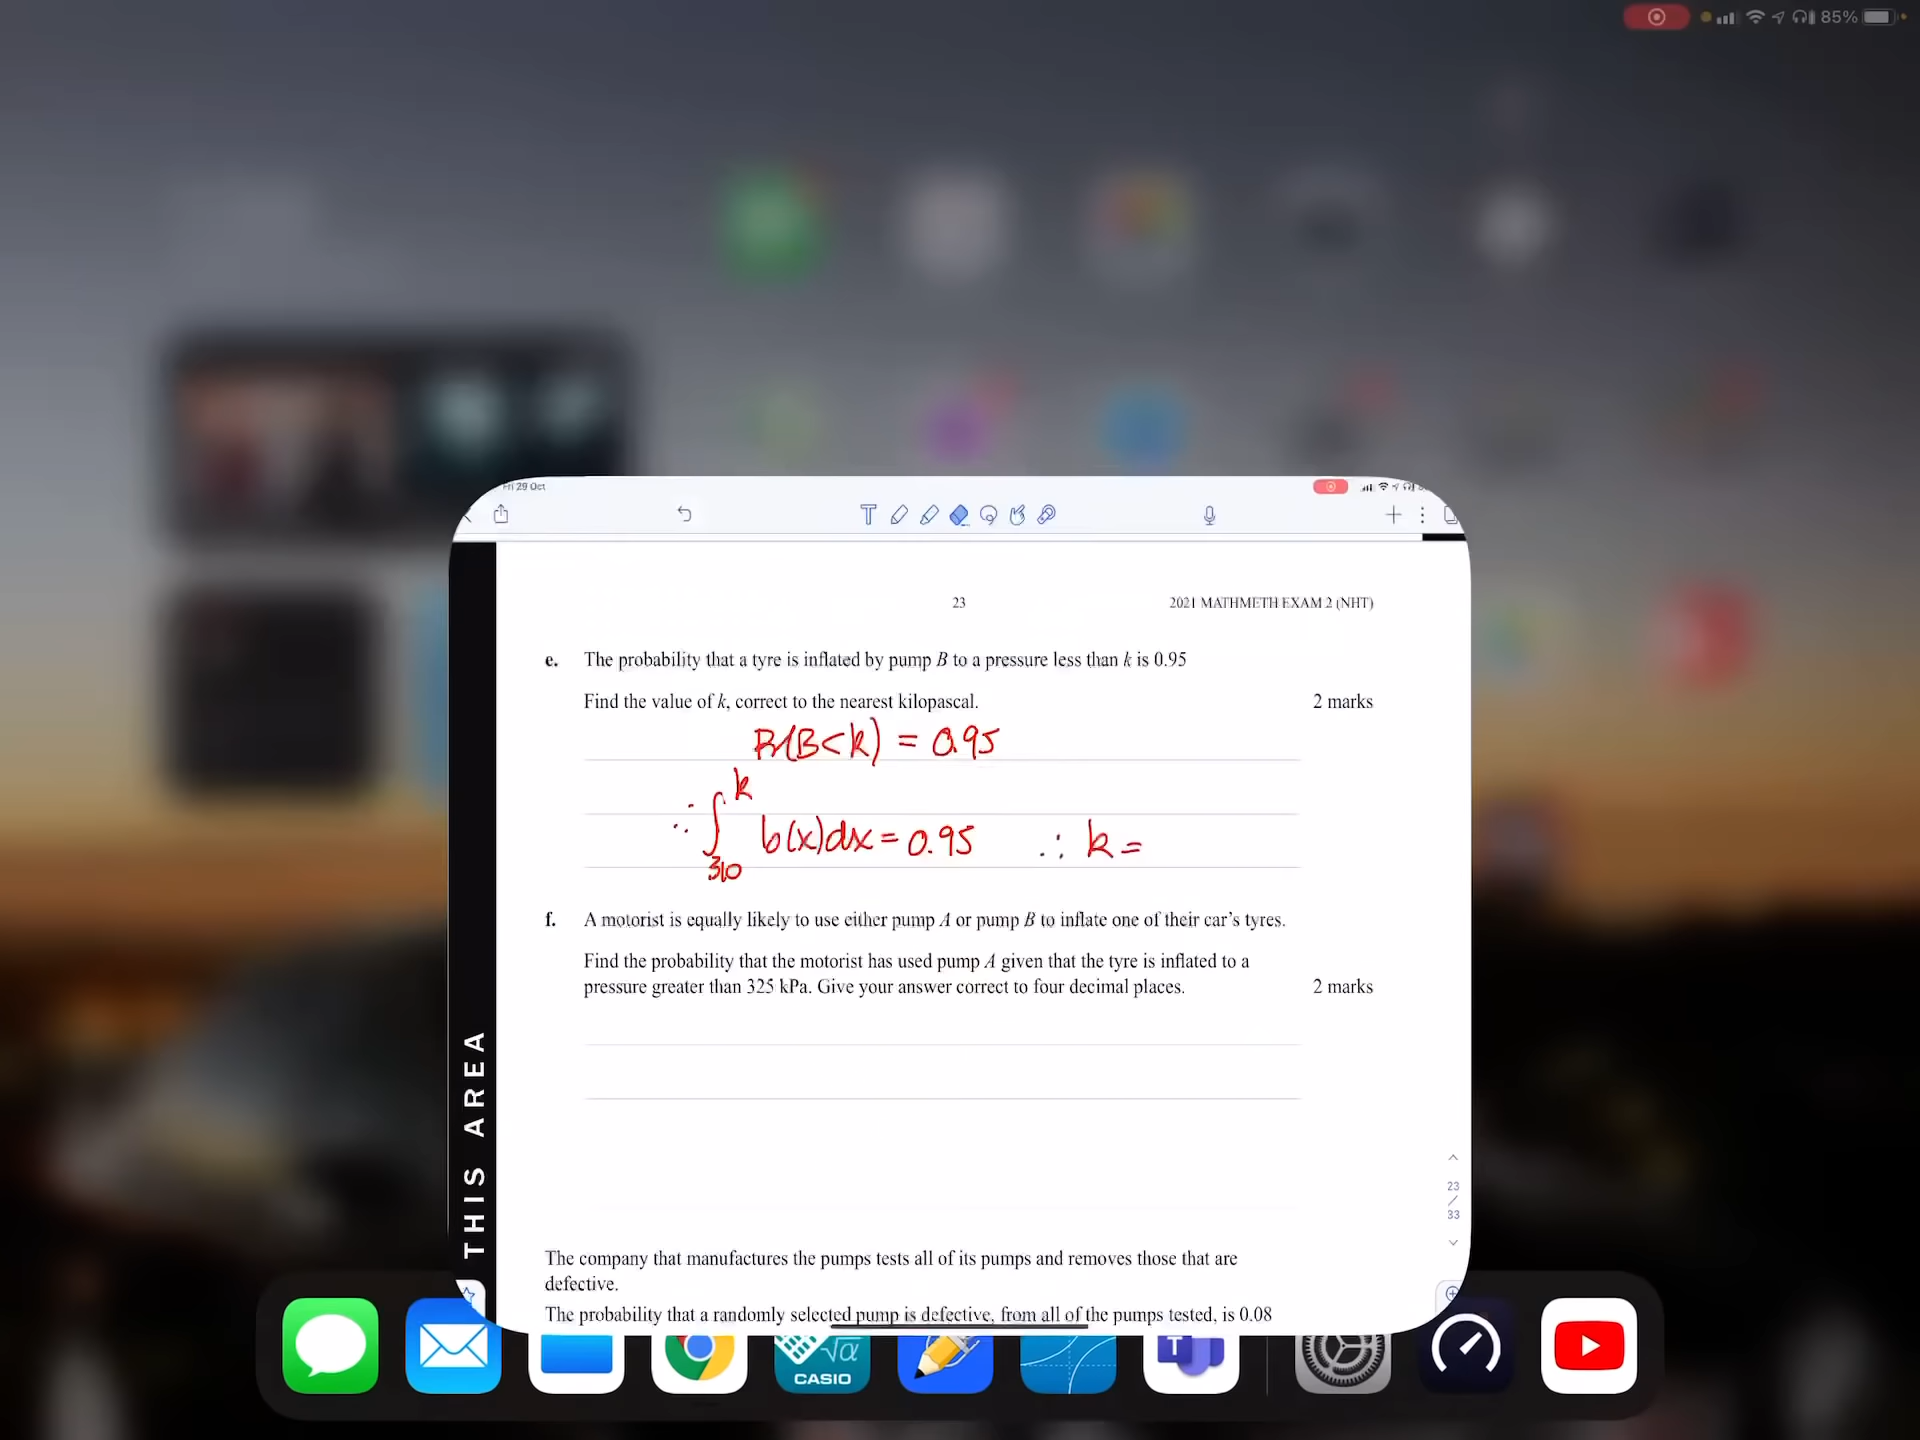 85%
Fri 29 Oct
23
2021 MATHMETH EXAM 2 (NHT)
e. The probability that a tyre is inflated by pump B to a pressure less than k is 0.95
Find the value of k, correct to the nearest kilopascal. 2 marks
Pr(B<k) = 0.95
∴ ∫ k 310 b(x)dx = 0.95 ∴ k =
f. A motorist is equally likely to use either pump A or pump B to inflate one of their car's tyres.
Find the probability that the motorist has used pump A given that the tyre is inflated to a
pressure greater than 325 kPa. Give your answer correct to four decimal places. 2 marks
THIS AREA
23
/
33
The company that manufactures the pumps tests all of its pumps and removes those that are
defective.
The probability that a randomly selected pump is defective, from all of the pumps tested, is 0.08
√α
CASIO
T